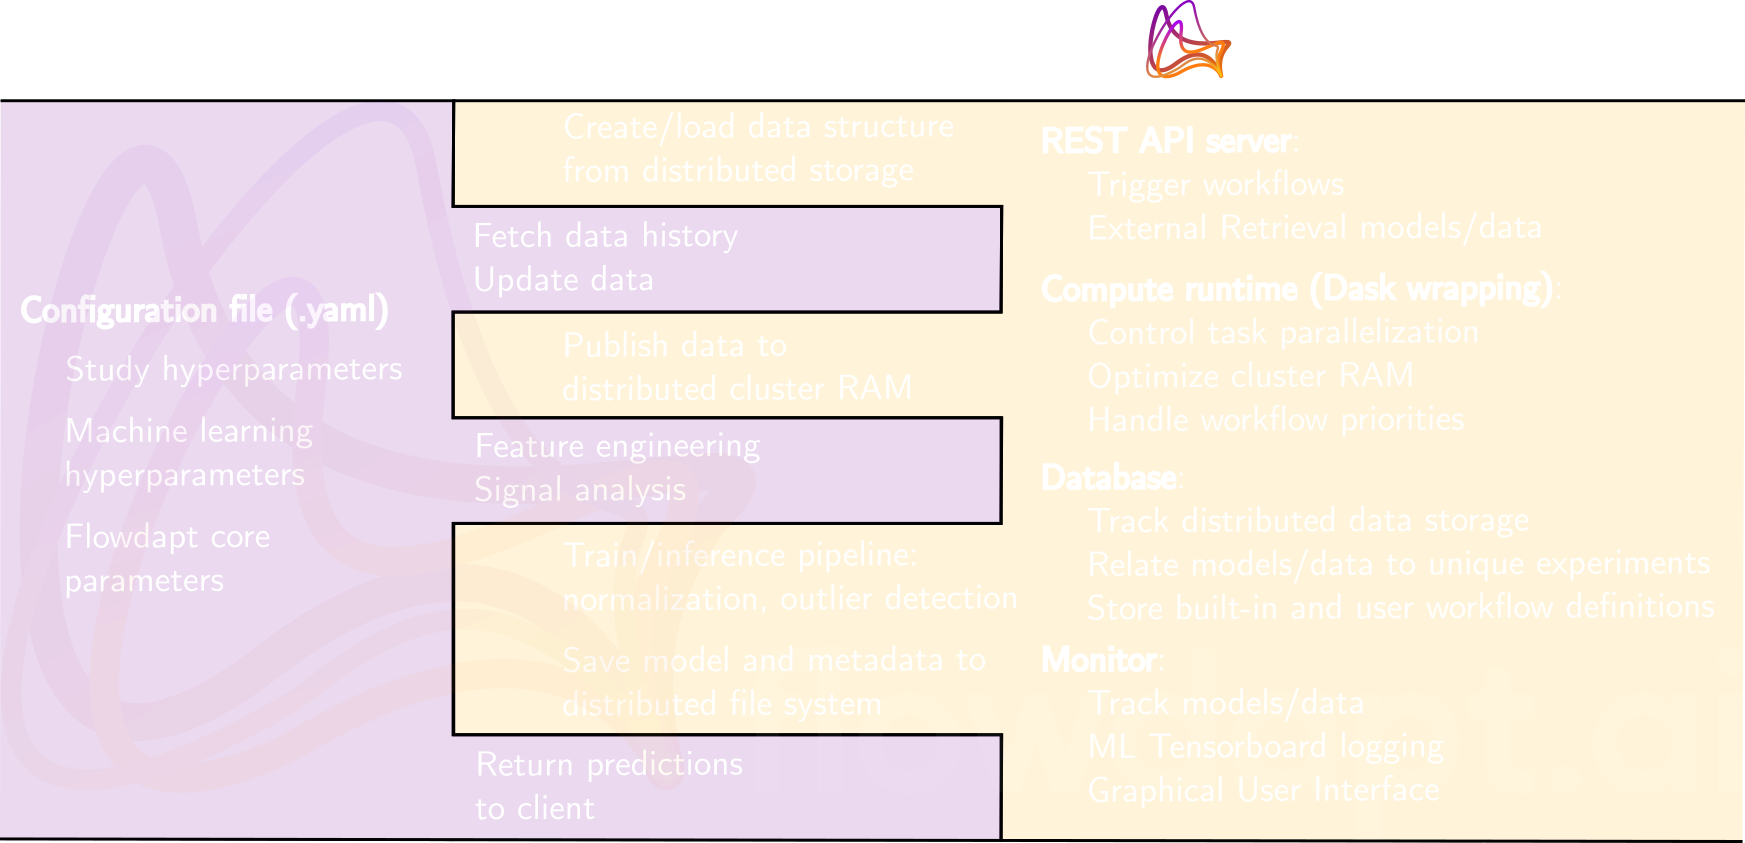 Configuration file (.yaml)
Study hyperparameters
Machine learning
hyperparameters
Flowdapt core
parameters
Create/load data structure
from distributed storage
Fetch data history
Update data
Publish data to
distributed cluster RAM
Feature engineering
Signal analysis
Train/inference pipeline:
normalization, outlier detection
Save model and metadata to
distributed file system
Return predictions
to client
REST API server:
Trigger workflows
External Retrieval models/data
Compute runtime (Dask wrapping):
Control task parallelization
Optimize cluster RAM
Handle workflow priorities
Database:
Track distributed data storage
Relate models/data to unique experiments
Store built-in and user workflow definitions
Monitor:
Track models/data
ML Tensorboard logging
Graphical User Interface